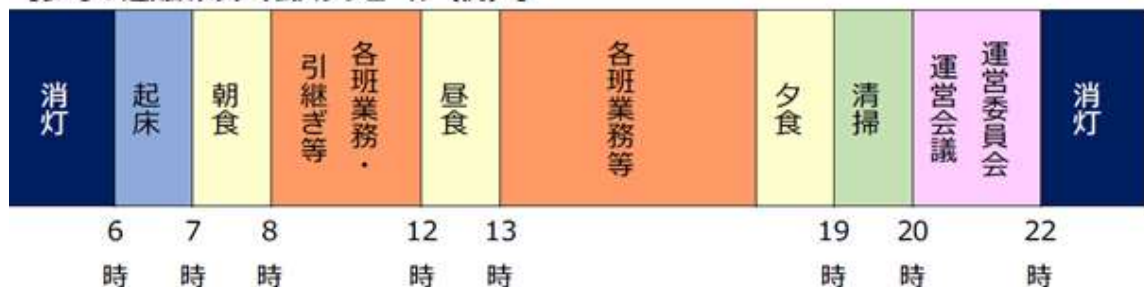 消灯
起床
朝食
各班業務・
引継ぎ等
昼食
各班業務等
夕食
清掃
運営委員会
運営会議
消灯
6 7 8 12 13 19 20 22
時 時 時 時 時 時 時 時